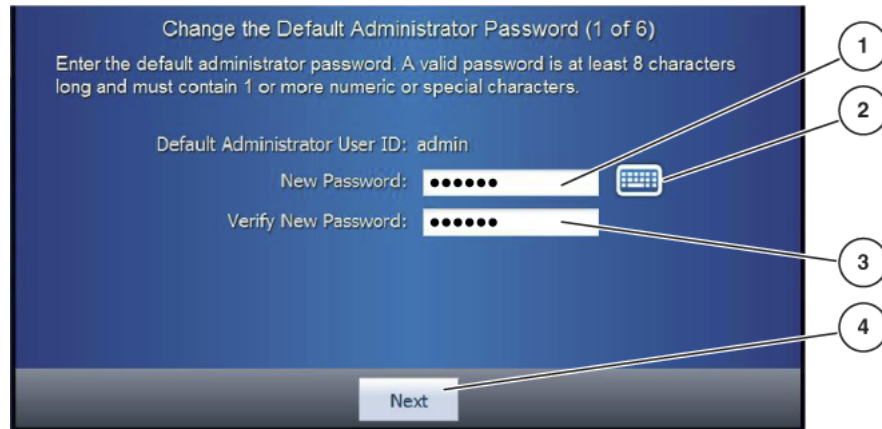 Change the Default Administrator Password (1 of 6)
Enter the default administrator password. A valid password is at least 8 characters
long and must contain 1 or more numeric or special characters.
Default Administrator User ID: admin
New Password: ●●●●●●
Verify New Password: ●●●●●●
Next
1
2
3
4